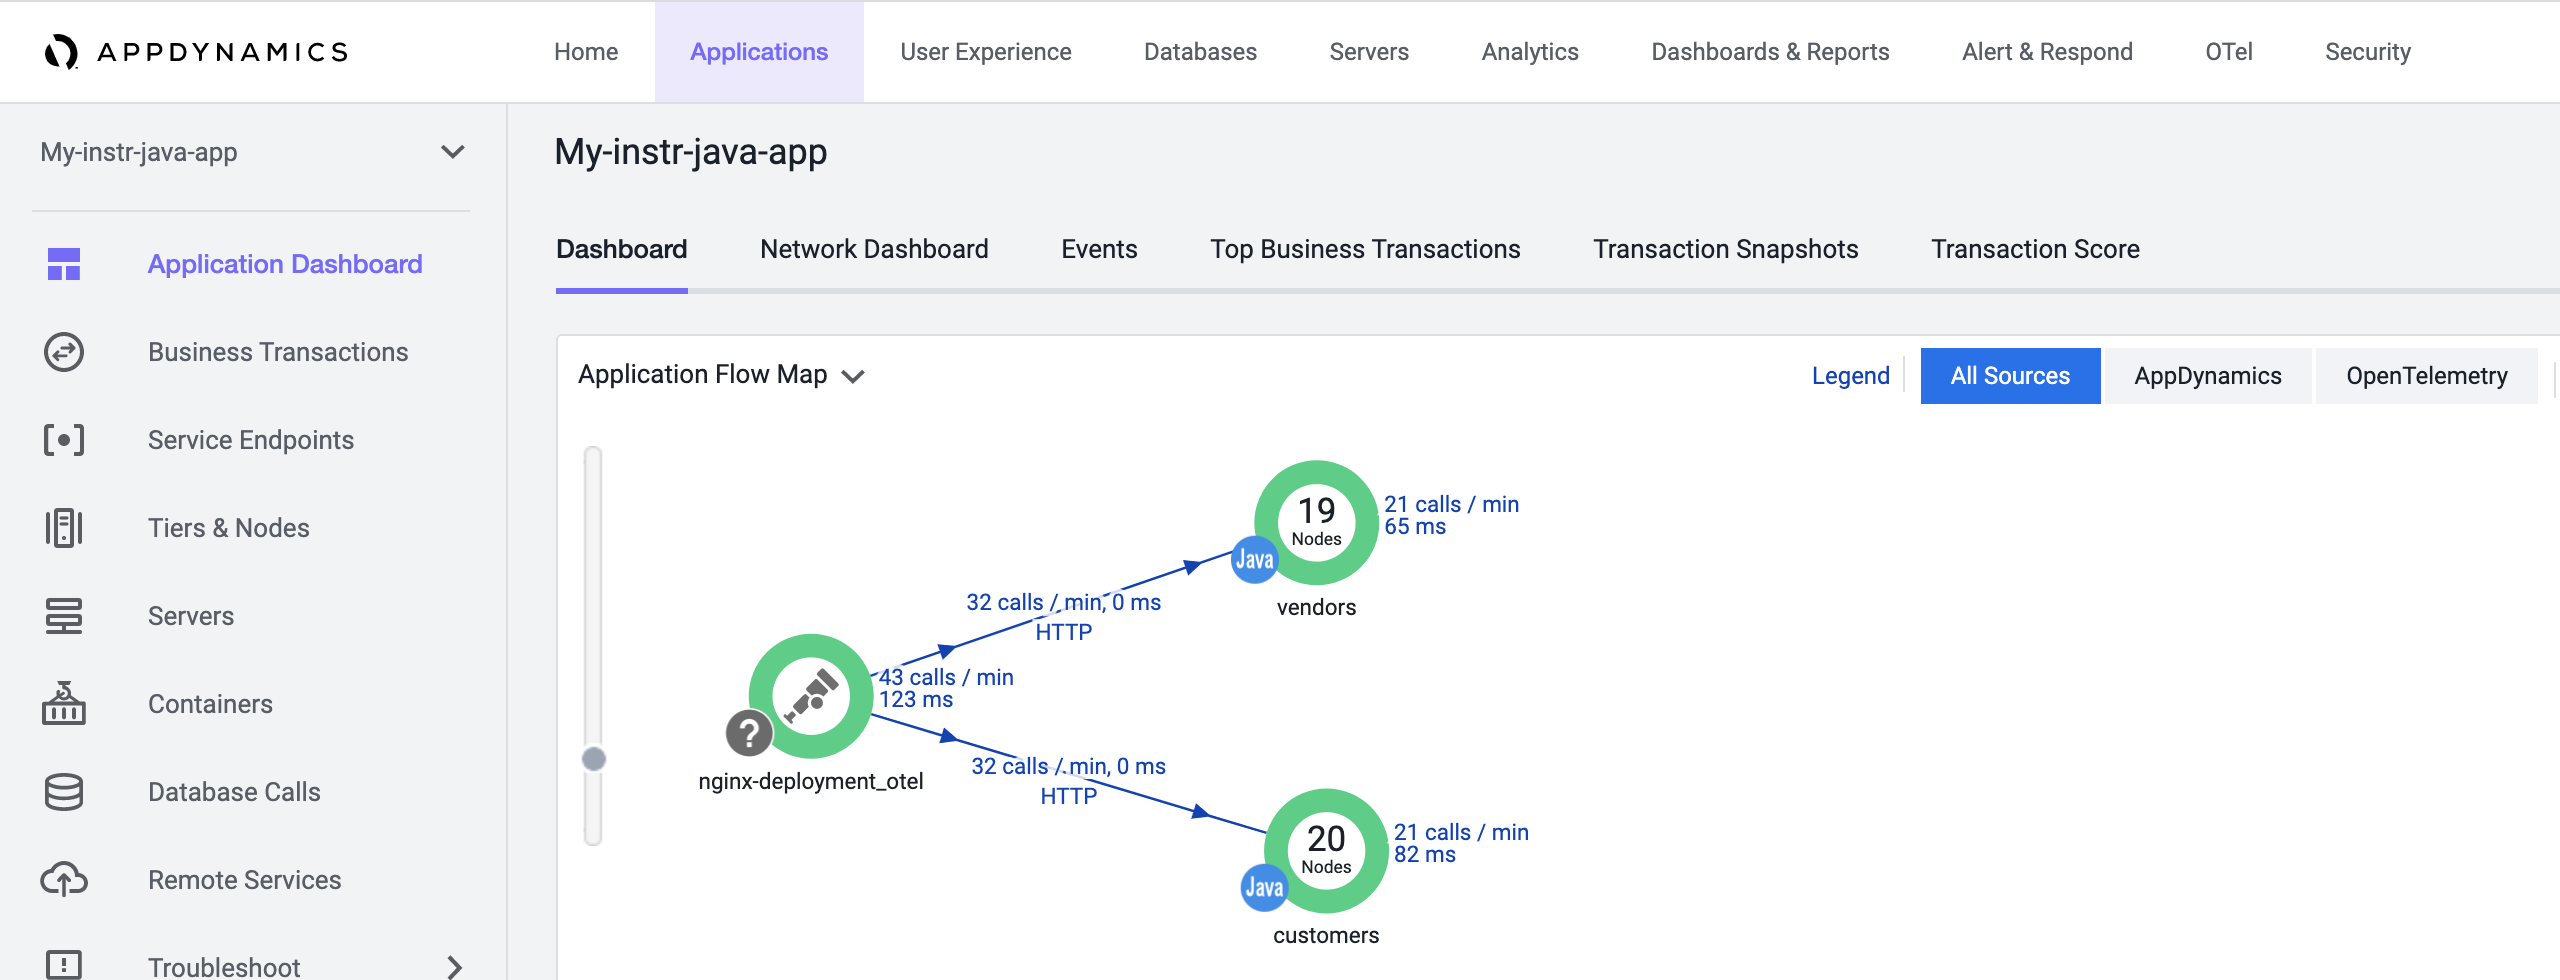 APPDYNAMICS
Home Applications User Experience Databases Servers Analytics Dashboards & Reports Alert & Respond OTel Security
My-instr-java-app
Application Dashboard
Business Transactions
Service Endpoints
Tiers & Nodes
Servers
Containers
Database Calls
Remote Services
Troubleshoot
My-instr-java-app
Dashboard Network Dashboard Events Top Business Transactions Transaction Snapshots Transaction Score
Application Flow Map
Legend All Sources AppDynamics OpenTelemetry
19
Nodes
Java
21 calls / min
65 ms
vendors
32 calls / min, 0 ms
HTTP
43 calls / min
123 ms
?
nginx-deployment_otel
32 calls / min, 0 ms
HTTP
20
Nodes
Java
21 calls / min
82 ms
customers